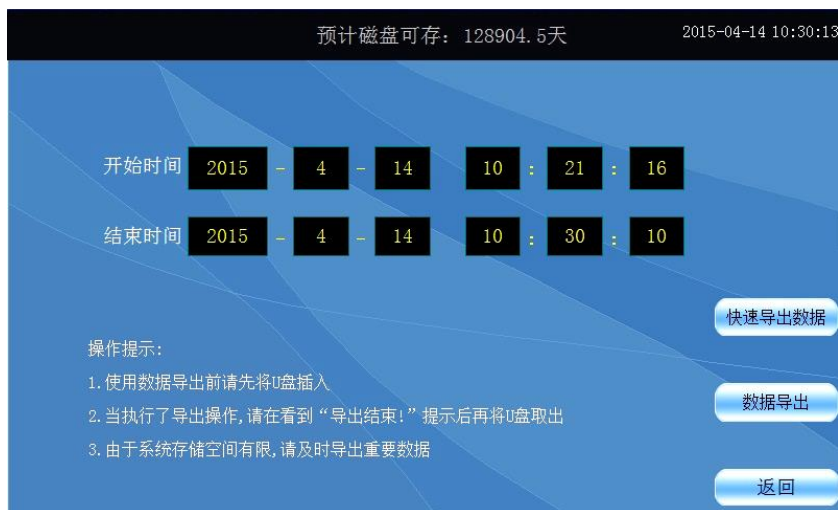 预计磁盘可存：128904.5天 2015-04-14 10:30:13
开始时间 2015 - 4 - 14 10 : 21 : 16
结束时间 2015 - 4 - 14 10 : 30 : 10
快速导出数据
操作提示:
1.使用数据导出前请先将U盘插入
数据导出
2.当执行了导出操作,请在看到“导出结束!”提示后再将U盘取出
3.由于系统存储空间有限,请及时导出重要数据
返回